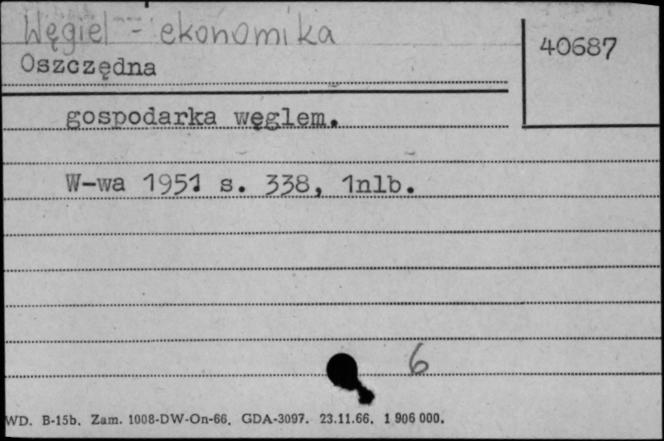 Węgiel - ekonomika
40687
Oszczędna
gospodarka węglem.
W-wa 1951 s. 338, 1nlb.
6
WD. B-15b. Zam. 1008-DW-On-66. GDA-3097. 23.11.66. 1 906 000.